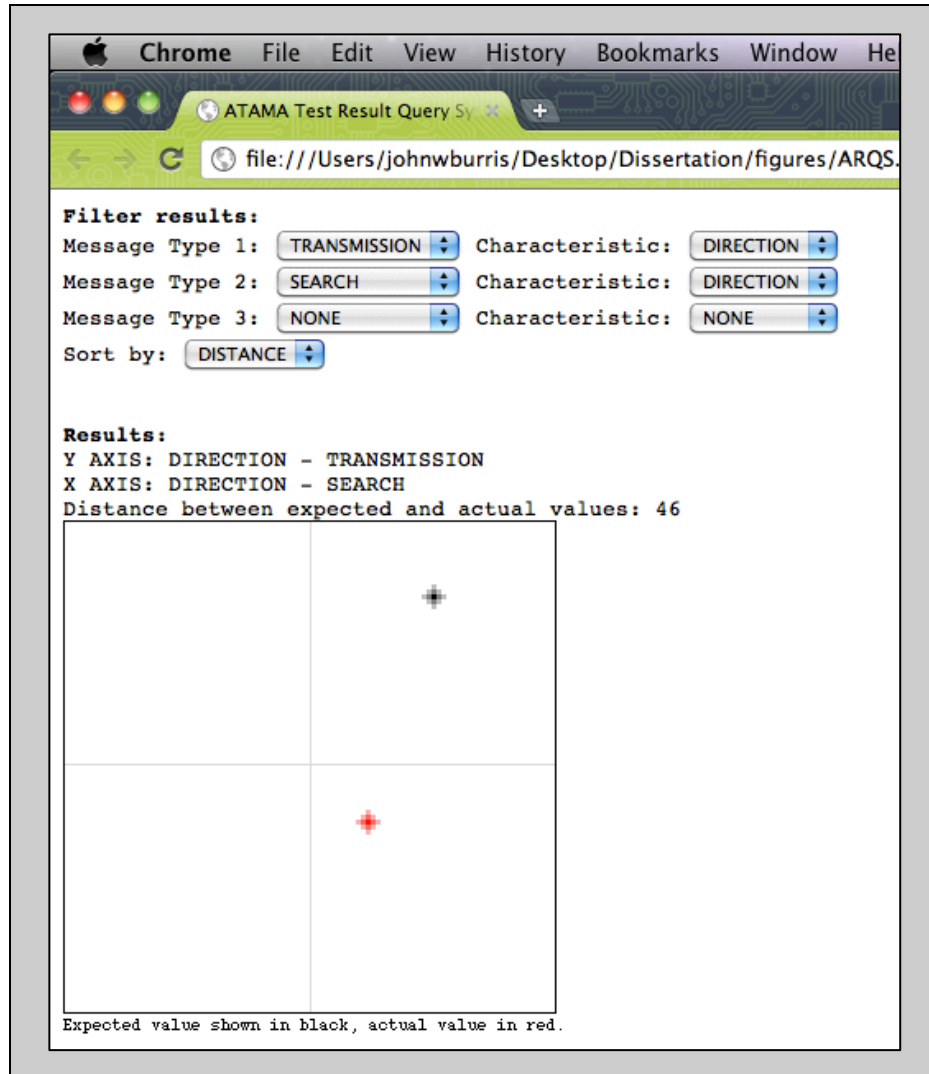 Chrome File Edit View History Bookmarks Window Hel
ATAMA Test Result Query Sy
file:///Users/johnwburris/Desktop/Dissertation/figures/ARQS.
Filter results:
Message Type 1: TRANSMISSION Characteristic: DIRECTION
Message Type 2: SEARCH Characteristic: DIRECTION
Message Type 3: NONE Characteristic: NONE
Sort by: DISTANCE
Results:
Y AXIS: DIRECTION - TRANSMISSION
X AXIS: DIRECTION - SEARCH
Distance between expected and actual values: 46
Expected value shown in black, actual value in red.